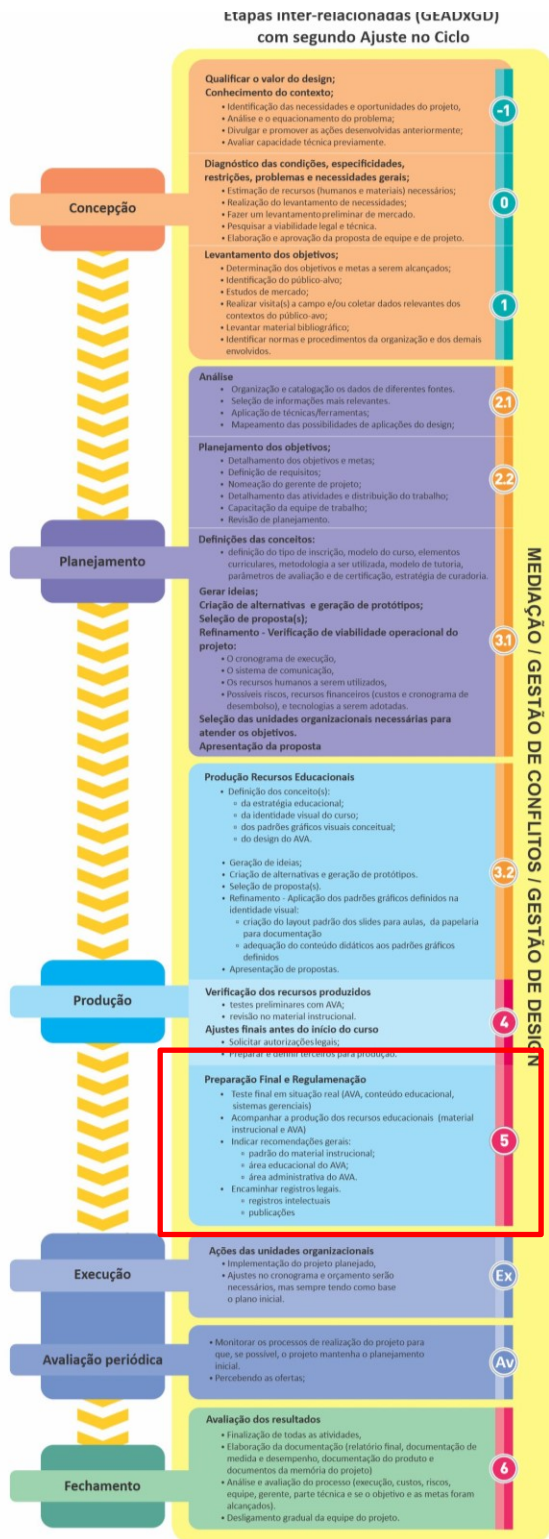 Etapas inter-relacionadas (GEADxGD)
com segundo Ajuste no Ciclo
Qualificar o valor do design;
Conhecimento do contexto;
• Identificação das necessidades e oportunidades do projeto,
• Análise e o equacionamento do problema;
• Divulgar e promover as ações desenvolvidas anteriormente;
• Avaliar capacidade técnica previamente.
-1
Concepção
Diagnóstico das condições, especificidades,
restrições, problemas e necessidades gerais;
• Estimação de recursos (humanos e materiais) necessários;
• Realização do levantamento de necessidades;
• Fazer um levantamento preliminar de mercado.
• Pesquisar a viabilidade legal e técnica.
• Elaboração e aprovação da proposta de equipe e de projeto.
0
Levantamento dos objetivos;
• Determinação dos objetivos e metas a serem alcançados;
• Identificação do público-alvo;
• Estudos de mercado;
• Realizar visita(s) a campo e/ou coletar dados relevantes dos
contextos do público-avo;
• Levantar material bibliográfico;
• Identificar normas e procedimentos da organização e dos demais
envolvidos.
1
Análise
• Organização e catalogação os dados de diferentes fontes.
• Seleção de informações mais relevantes.
• Aplicação de técnicas/ferramentas;
• Mapeamento das possibilidades de aplicações do design;
2.1
Planejamento dos objetivos;
• Detalhamento dos objetivos e metas;
• Definição de requisitos;
• Nomeação do gerente de projeto;
• Detalhamento das atividades e distribuição do trabalho;
• Capacitação da equipe de trabalho;
• Revisão de planejamento.
2.2
Planejamento
Definições das conceitos:
• definição do tipo de inscrição, modelo do curso, elementos
curriculares, metodologia a ser utilizada, modelo de tutoria,
parâmetros de avaliação e de certificação, estratégia de curadoria.
Gerar ideias;
Criação de alternativas e geração de protótipos;
Seleção de proposta(s);
Refinamento - Verificação de viabilidade operacional do
projeto:
• O cronograma de execução,
• O sistema de comunicação,
• Os recursos humanos a serem utilizados,
• Possíveis riscos, recursos financeiros (custos e cronograma de
desembolso), e tecnologias a serem adotadas.
Seleção das unidades organizacionais necessárias para
atender os objetivos.
Apresentação da proposta
3.1
MEDIAÇÃO / GESTÃO DE CONFLITOS / GESTÃO DE DESIGN
Produção Recursos Educacionais
• Definição dos conceito(s):
◦ da estratégia educacional;
◦ da identidade visual do curso;
◦ dos padrões gráficos visuais conceitual;
◦ do design do AVA.
• Geração de ideias;
• Criação de alternativas e geração de protótipos.
• Seleção de proposta(s).
• Refinamento - Aplicação dos padrões gráficos definidos na
identidade visual:
◦ criação do layout padrão dos slides para aulas, da papelaria
para documentação
◦ adequação do conteúdo didáticos aos padrões gráficos
definidos
• Apresentação de propostas.
3.2
Produção
Verificação dos recursos produzidos
• testes preliminares com AVA;
• revisão no material instrucional.
Ajustes finais antes do início do curso
• Solicitar autorizações legais;
• Preparar e definir terceiros para produção.
4
Preparação Final e Regulamenação
• Teste final em situação real (AVA, conteúdo educacional,
sistemas gerenciais)
• Acompanhar a produção dos recursos educacionais (material
instrucional e AVA)
• Indicar recomendações gerais:
◦ padrão do material instrucional;
◦ área educacional do AVA;
◦ área administrativa do AVA.
• Encaminhar registros legais.
◦ registros intelectuais
◦ publicações
5
Execução
Ações das unidades organizacionais
• Implementação do projeto planejado,
• Ajustes no cronograma e orçamento serão
necessários, mas sempre tendo como base
o plano inicial.
Ex
Avaliação periódica
• Monitorar os processos de realização do projeto para
que, se possível, o projeto mantenha o planejamento
inicial.
• Percebendo as ofertas;
Av
Fechamento
Avaliação dos resultados
• Finalização de todas as atividades,
• Elaboração da documentação (relatório final, documentação de
medida e desempenho, documentação do produto e
documentos da memória do projeto)
• Análise e avaliação do processo (execução, custos, riscos,
equipe, gerente, parte técnica e se o objetivo e as metas foram
alcançados).
• Desligamento gradual da equipe do projeto.
6